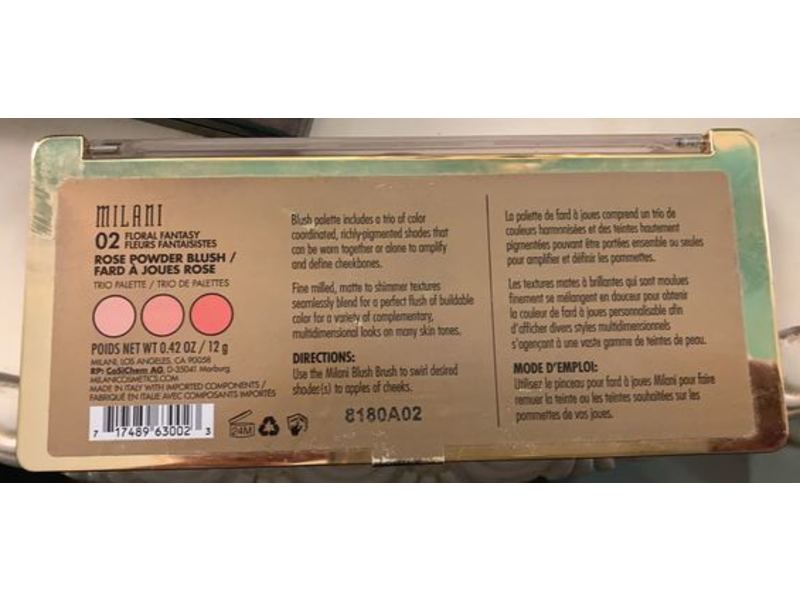 MILANI
02 FLORAL FANTASY
FLEURS FANTAISISTES
ROSE POWDER BLUSH /
FARD À JOUES ROSE
TRIO PALETTE / TRIO DE PALETTES
POIDS NET WT 0.42 OZ / 12 g
MILANI, LOS ANGELES, CA 90058
RP: CoSiChem AG, D-35041 Marburg
MILANICOSMETICS.COM
MADE IN ITALY WITH IMPORTED COMPONENTS /
FABRIQUÉ EN ITALIE AVEC COMPOSANTS IMPORTÉS
7 17489 63002 3
24M
Blush palette includes a trio of color
coordinated, richly-pigmented shades that
can be worn together or alone to amplify
and define cheekbones.
Fine milled, matte to shimmer textures
seamlessly blend for a perfect flush of buildable
color for a variety of complementary,
multidimensional looks on many skin tones.
DIRECTIONS:
Use the Milani Blush Brush to swirl desired
shade(s) to apples of cheeks.
8180A02
La palette de fard à joues comprend un trio de
couleurs harmonisées et des teintes hautement
pigmentées pouvant être portées ensemble ou seules
pour amplifier et définir les pommettes.
Les textures mates à brillantes qui sont moulues
finement se mélangent en douceur pour obtenir
la couleur de fard à joues personnalisable afin
d'afficher divers styles multidimensionnels
s'agençant à une vaste gamme de teintes de peau.
MODE D'EMPLOI:
Utilisez le pinceau pour fard à joues Milani pour faire
remuer la teinte ou les teintes souhaitées sur les
pommettes de vos joues.